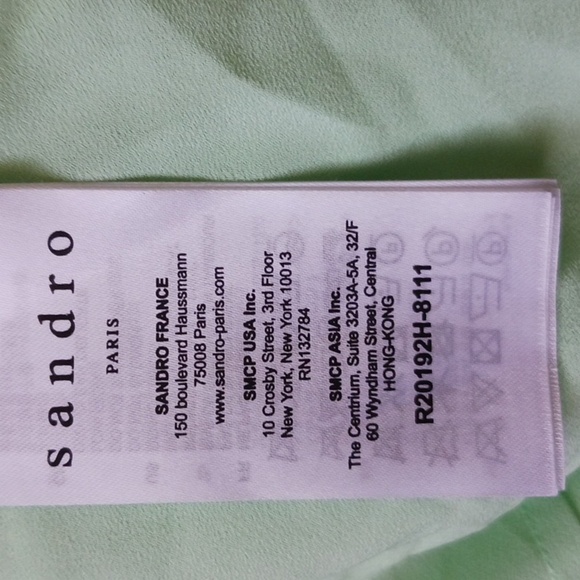 sandro
PARIS
SANDRO FRANCE
150 boulevard Haussmann
75008 Paris
www.sandro-paris.com
SMCP USA Inc.
10 Crosby Street, 3rd Floor
New York, New York 10013
RN132784
SMCP ASIA Inc.
The Centrium, Suite 3203A-5A, 32/F
60 Wyndham Street, Central
HONG-KONG
R20192H-8111